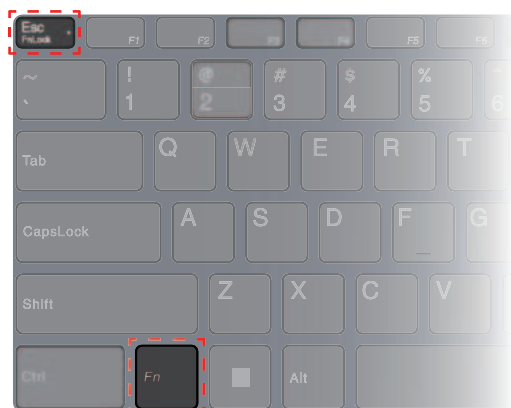 Esc F1 F2 F3 F4 F5 F6
FnLock
~ ! @ # $ % ^
` 1 2 3 4 5 6
Tab Q W E R T
CapsLock A S D F G
Shift Z X C V
Ctrl Fn Alt